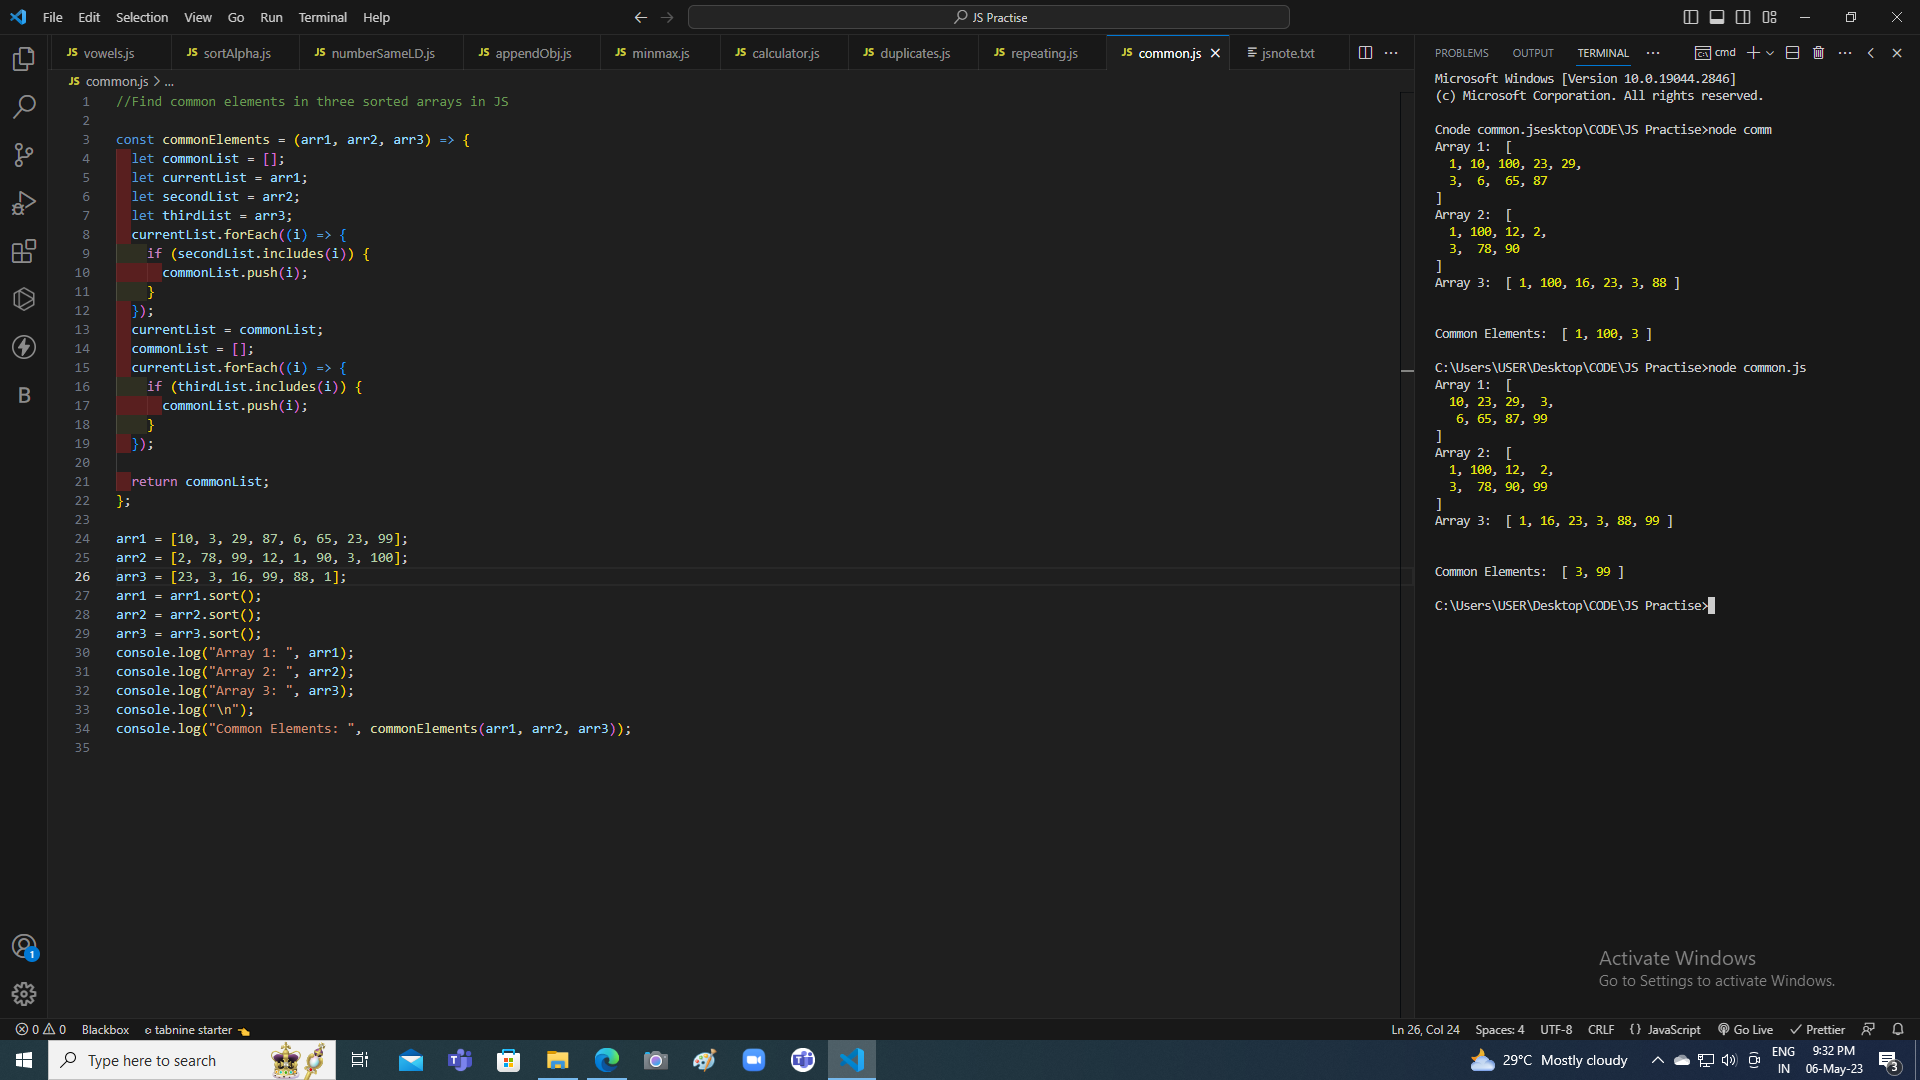 File Edit Selection View Go Run Terminal Help
JS Practise
JS vowels.js JS sortAlpha.js JS numberSameLD.js JS appendObj.js JS minmax.js JS calculator.js JS duplicates.js JS repeating.js JS common.js jsnote.txt
JS common.js > ...
1 //Find common elements in three sorted arrays in JS
2
3 const commonElements = (arr1, arr2, arr3) => {
4 let commonList = [];
5 let currentList = arr1;
6 let secondList = arr2;
7 let thirdList = arr3;
8 currentList.forEach((i) => {
9 if (secondList.includes(i)) {
10 commonList.push(i);
11 }
12 });
13 currentList = commonList;
14 commonList = [];
15 currentList.forEach((i) => {
16 if (thirdList.includes(i)) {
17 commonList.push(i);
18 }
19 });
20
21 return commonList;
22 };
23
24 arr1 = [10, 3, 29, 87, 6, 65, 23, 99];
25 arr2 = [2, 78, 99, 12, 1, 90, 3, 100];
26 arr3 = [23, 3, 16, 99, 88, 1];
27 arr1 = arr1.sort();
28 arr2 = arr2.sort();
29 arr3 = arr3.sort();
30 console.log("Array 1: ", arr1);
31 console.log("Array 2: ", arr2);
32 console.log("Array 3: ", arr3);
33 console.log("\n");
34 console.log("Common Elements: ", commonElements(arr1, arr2, arr3));
35
PROBLEMS OUTPUT TERMINAL ... cmd
Microsoft Windows [Version 10.0.19044.2846]
(c) Microsoft Corporation. All rights reserved.
Cnode common.jsesktop\CODE\JS Practise>node comm
Array 1: [
1, 10, 100, 23, 29,
3, 6, 65, 87
]
Array 2: [
1, 100, 12, 2,
3, 78, 90
]
Array 3: [ 1, 100, 16, 23, 3, 88 ]
Common Elements: [ 1, 100, 3 ]
C:\Users\USER\Desktop\CODE\JS Practise>node common.js
Array 1: [
10, 23, 29, 3,
6, 65, 87, 99
]
Array 2: [
1, 100, 12, 2,
3, 78, 90, 99
]
Array 3: [ 1, 16, 23, 3, 88, 99 ]
Common Elements: [ 3, 99 ]
C:\Users\USER\Desktop\CODE\JS Practise>
Activate Windows
Go to Settings to activate Windows.
B
1
0 0 Blackbox tabnine starter Ln 26, Col 24 Spaces: 4 UTF-8 CRLF {} JavaScript Go Live Prettier
Type here to search 29°C Mostly cloudy ENG 9:32 PM
IN 06-May-23 3